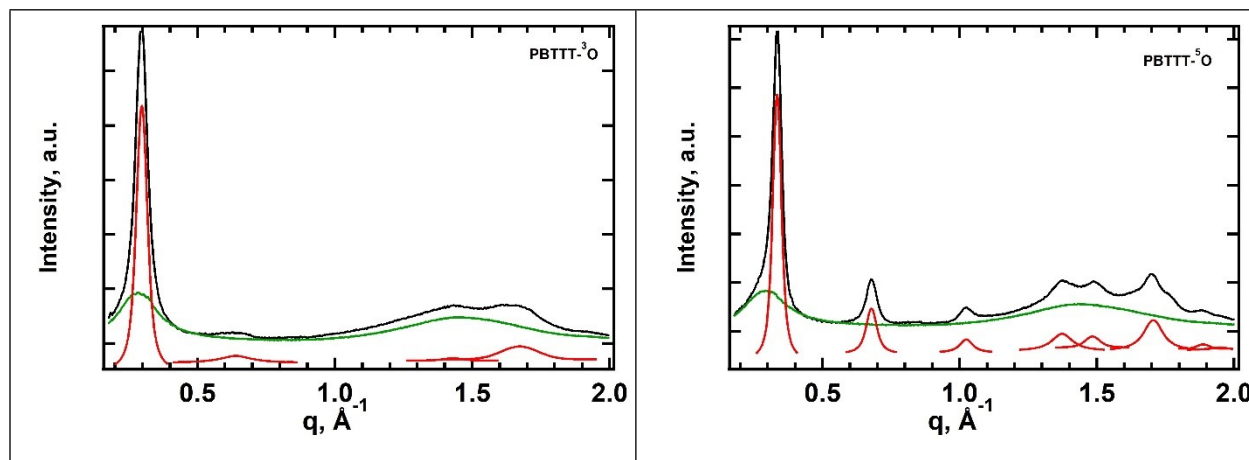 Intensity, a.u.
PBTTT-³O
0.5 1.0 1.5 2.0
q, Å⁻¹
Intensity, a.u.
PBTTT-⁵O
0.5 1.0 1.5 2.0
q, Å⁻¹